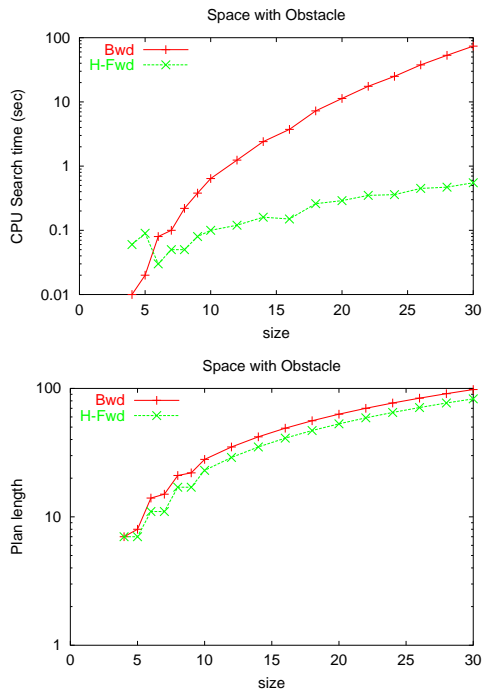 Space with Obstacle
100
10
1
0.1
0.01
CPU Search time (sec)
Bwd
H-Fwd
0 5 10 15 20 25 30
size
Space with Obstacle
100
10
1
Plan length
Bwd
H-Fwd
0 5 10 15 20 25 30
size